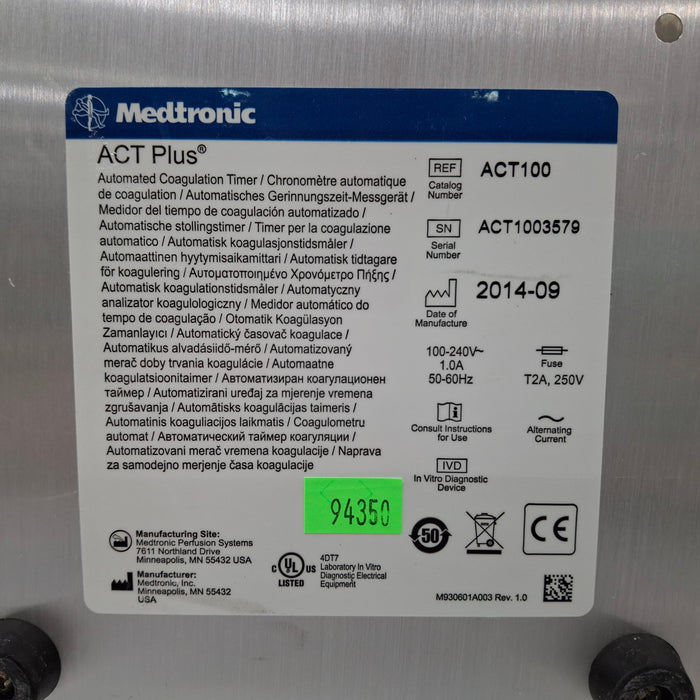 Medtronic
ACT Plus®
Automated Coagulation Timer / Chronomètre automatique
de coagulation / Automatisches Gerinnungszeit-Messgerät /
Medidor del tiempo de coagulación automatizado /
Automatische stollingstimer / Timer per la coagulazione
automatico / Automatisk koagulasjonstidsmåler /
Automaattinen hyytymisaikamittari / Automatisk tidtagare
för koagulering / Αυτοματοποιημένο Χρονόμετρο Πήξης /
Automatisk koagulationstidsmåler / Automatyczny
analizator koagulologiczny / Medidor automático do
tempo de coagulação / Otomatik Koagülasyon
Zamanlayıcı / Automatický časovač koagulace /
Automatikus alvadásiidő-mérő / Automatizovaný
merač doby trvania koagulácie / Automaatne
koagulatsioonitaimer / Автоматизиран коагулационен
таймер / Automatizirani uređaj za mjerenje vremena
zgrušavanja / Automātisks koagulācijas taimeris /
Automatinis koaguliacijos laikmatis / Coagulometru
automat / Автоматический таймер коагуляции /
Automatizovani merač vremena koagulacije / Naprava
za samodejno merjenje časa koagulacije
REF ACT100
Catalog
Number
SN ACT1003579
Serial
Number
2014-09
Date of
Manufacture
100-240V~
1.0A
50-60Hz
Fuse
T2A, 250V
Consult Instructions
for Use
Alternating
Current
IVD
In Vitro Diagnostic
Device
94350
Manufacturing Site:
Medtronic Perfusion Systems
7611 Northland Drive
Minneapolis, MN 55432 USA
Manufacturer:
Medtronic, Inc.
Minneapolis, MN 55432
USA
C UL US
LISTED
4DT7
Laboratory In Vitro
Diagnostic Electrical
Equipment
50
CE
M930601A003 Rev. 1.0